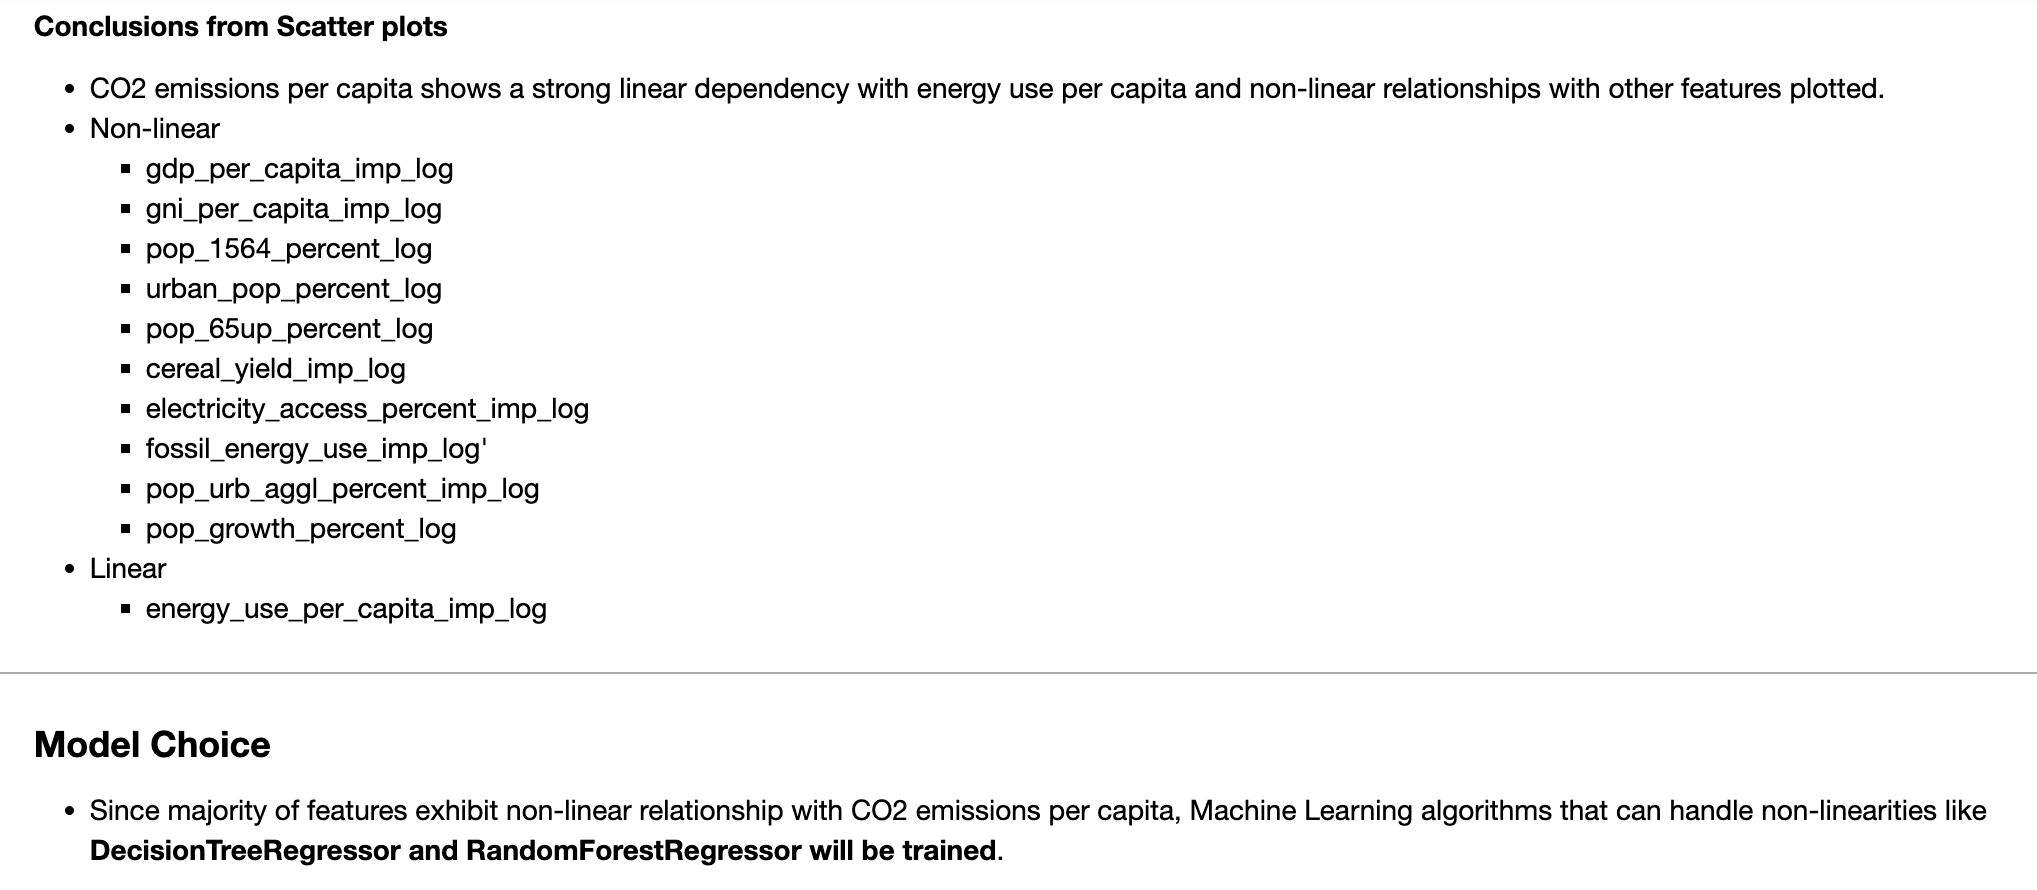 Conclusions from Scatter plots
CO2 emissions per capita shows a strong linear dependency with energy use per capita and non-linear relationships with other features plotted.
Non-linear
gdp_per_capita_imp_log
gni_per_capita_imp_log
pop_1564_percent_log
urban_pop_percent_log
pop_65up_percent_log
cereal_yield_imp_log
electricity_access_percent_imp_log
fossil_energy_use_imp_log'
pop_urb_aggl_percent_imp_log
pop_growth_percent_log
Linear
energy_use_per_capita_imp_log
Model Choice
Since majority of features exhibit non-linear relationship with CO2 emissions per capita, Machine Learning algorithms that can handle non-linearities like
DecisionTreeRegressor and RandomForestRegressor will be trained.